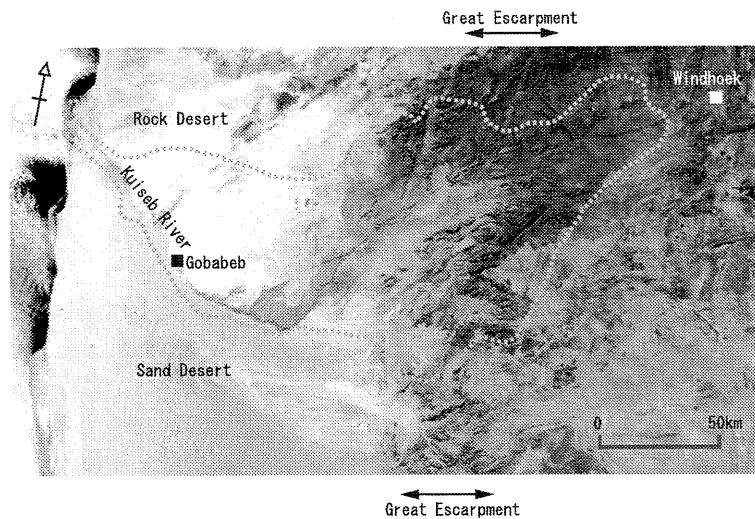 Great Escarpment
Windhoek
Rock Desert
Kuiseb River
Gobabeb
Sand Desert
0 50km
Great Escarpment